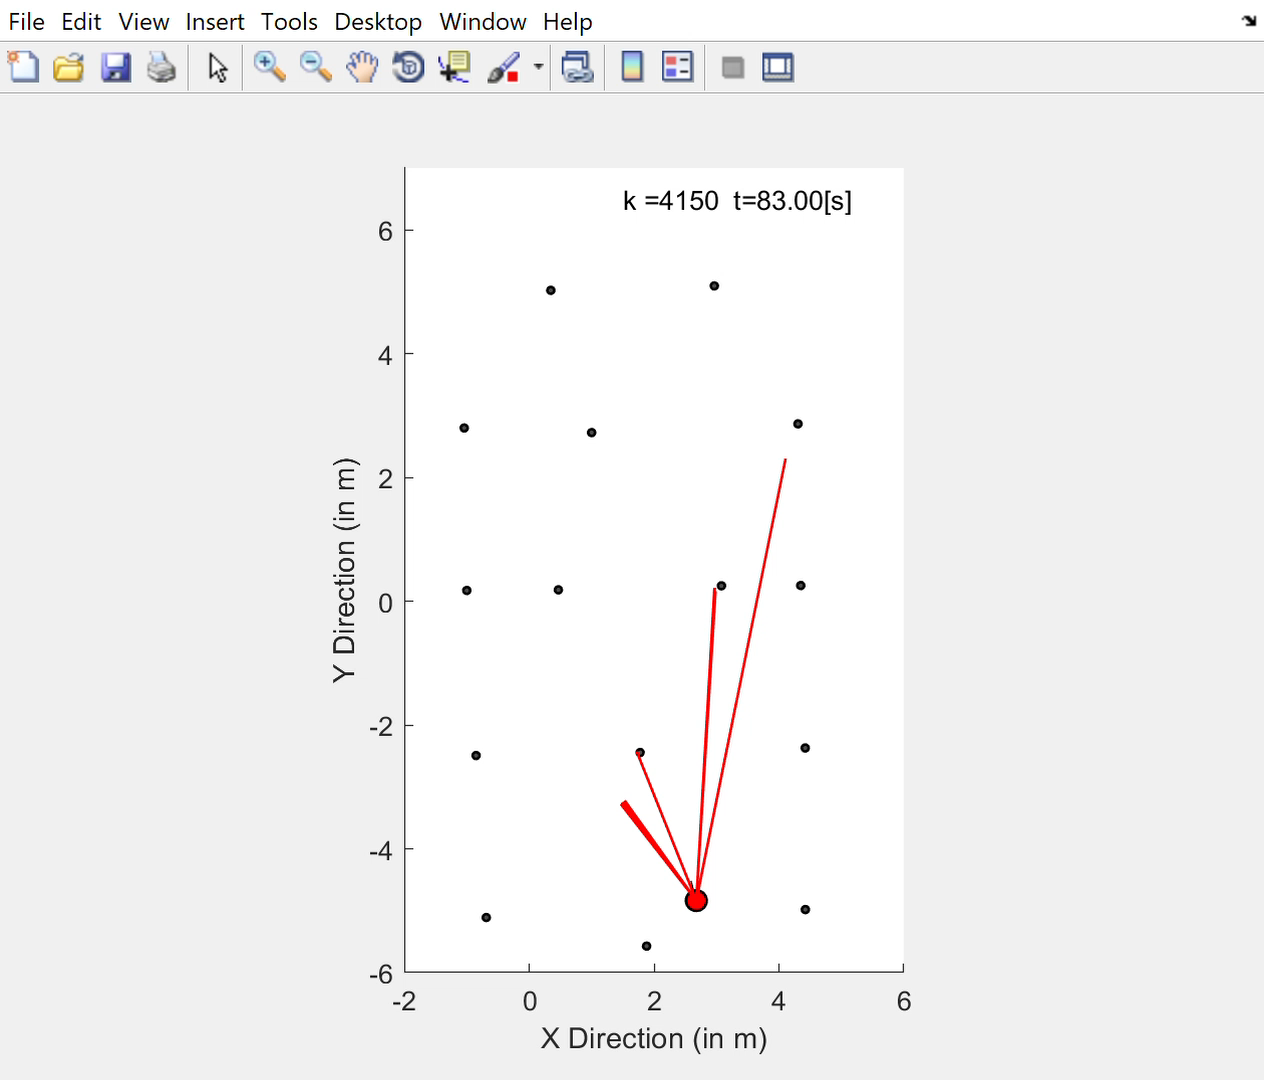 File Edit View Insert Tools Desktop Window Help
k =4150 t=83.00[s]
6
4
2
0
-2
-4
-6
Y Direction (in m)
-2 0 2 4 6
X Direction (in m)